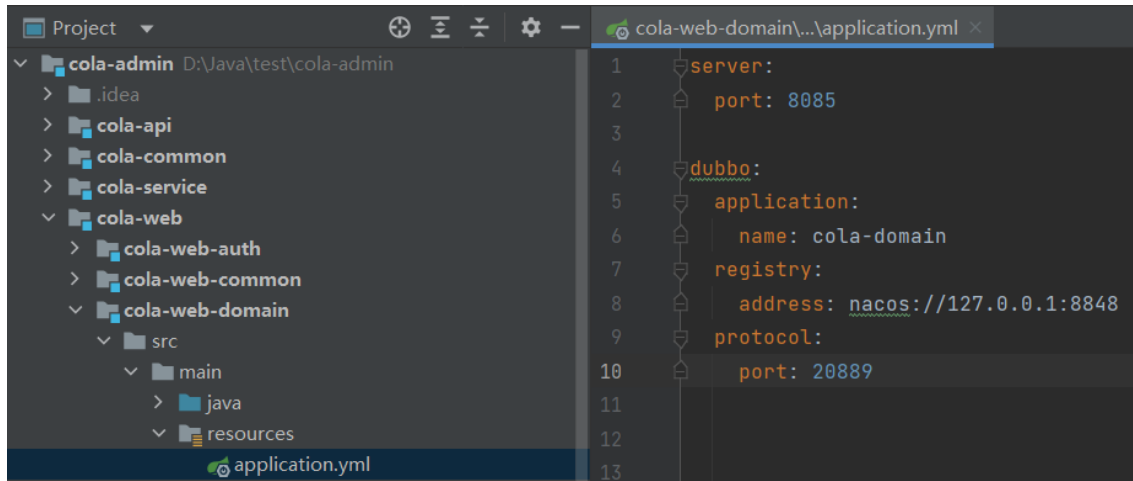 Project
cola-admin D:\Java\test\cola-admin
.idea
cola-api
cola-common
cola-service
cola-web
cola-web-auth
cola-web-common
cola-web-domain
src
main
java
resources
application.yml
cola-web-domain\...\application.yml
1 server:
2 port: 8085
3
4 dubbo:
5 application:
6 name: cola-domain
7 registry:
8 address: nacos://127.0.0.1:8848
9 protocol:
10 port: 20889
11
12
13